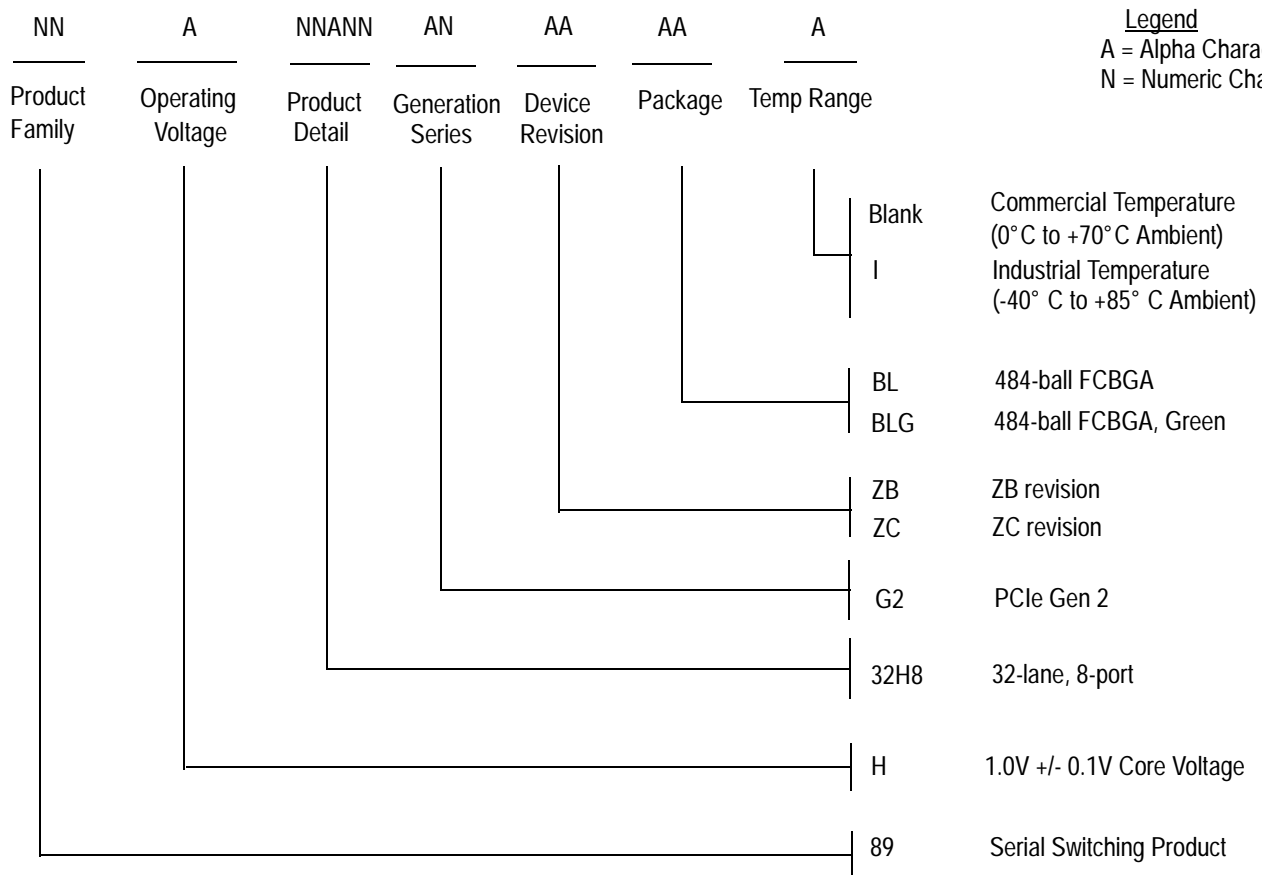 NN A NNANN AN AA AA A
Legend
A = Alpha Chara
N = Numeric Cha
Product Family
Operating Voltage
Product Detail
Generation Series
Device Revision
Package
Temp Range
Blank Commercial Temperature
(0°C to +70°C Ambient)
I Industrial Temperature
(-40° C to +85° C Ambient)
BL 484-ball FCBGA
BLG 484-ball FCBGA, Green
ZB ZB revision
ZC ZC revision
G2 PCIe Gen 2
32H8 32-lane, 8-port
H 1.0V +/- 0.1V Core Voltage
89 Serial Switching Product